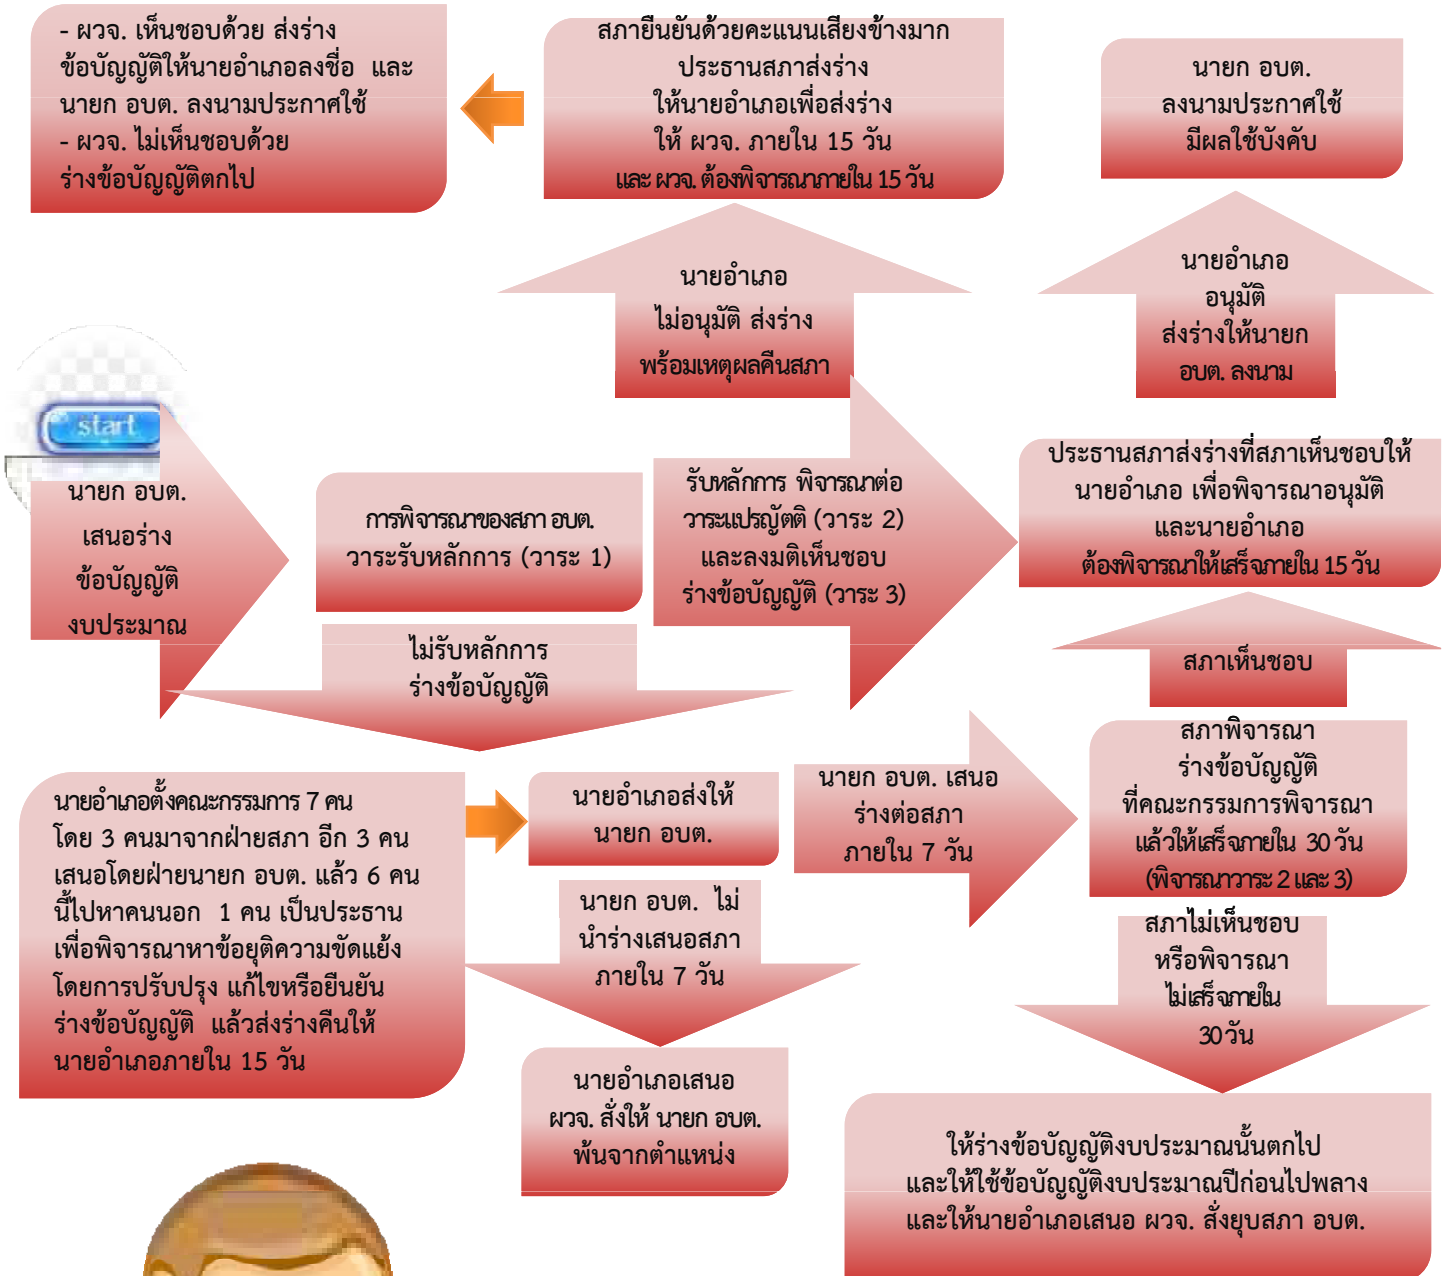 - ผวจ. เห็นชอบด้วย ส่งร่าง
ข้อบัญญัติให้นายอำเภอลงชื่อ และ
นายก อบต. ลงนามประกาศใช้
- ผวจ. ไม่เห็นชอบด้วย
ร่างข้อบัญญัติตกไป
สภายืนยันด้วยคะแนนเสียงข้างมาก
ประธานสภาส่งร่าง
ให้นายอำเภอเพื่อส่งร่าง
ให้ ผวจ. ภายใน 15 วัน
และ ผวจ. ต้องพิจารณาภายใน 15 วัน
นายก อบต.
ลงนามประกาศใช้
มีผลใช้บังคับ
นายอำเภอ
ไม่อนุมัติ ส่งร่าง
พร้อมเหตุผลคืนสภา
นายอำเภอ
อนุมัติ
ส่งร่างให้นายก
อบต. ลงนาม
start
นายก อบต.
เสนอร่าง
ข้อบัญญัติ
งบประมาณ
การพิจารณาของสภา อบต.
วาระรับหลักการ (วาระ 1)
รับหลักการ พิจารณาต่อ
วาระแปรญัตติ (วาระ 2)
และลงมติเห็นชอบ
ร่างข้อบัญญัติ (วาระ 3)
ประธานสภาส่งร่างที่สภาเห็นชอบให้
นายอำเภอ เพื่อพิจารณาอนุมัติ
และนายอำเภอ
ต้องพิจารณาให้เสร็จภายใน 15 วัน
ไม่รับหลักการ
ร่างข้อบัญญัติ
สภาเห็นชอบ
นายอำเภอตั้งคณะกรรมการ 7 คน
โดย 3 คนมาจากฝ่ายสภา อีก 3 คน
เสนอโดยฝ่ายนายก อบต. แล้ว 6 คน
นี้ไปหาคนนอก 1 คน เป็นประธาน
เพื่อพิจารณาหาข้อยุติความขัดแย้ง
โดยการปรับปรุง แก้ไขหรือยืนยัน
ร่างข้อบัญญัติ แล้วส่งร่างคืนให้
นายอำเภอภายใน 15 วัน
นายอำเภอส่งให้
นายก อบต.
นายก อบต. เสนอ
ร่างต่อสภา
ภายใน 7 วัน
สภาพิจารณา
ร่างข้อบัญญัติ
ที่คณะกรรมการพิจารณา
แล้วให้เสร็จภายใน 30 วัน
(พิจารณาวาระ 2 และ 3)
นายก อบต. ไม่
นำร่างเสนอสภา
ภายใน 7 วัน
สภาไม่เห็นชอบ
หรือพิจารณา
ไม่เสร็จภายใน
30 วัน
นายอำเภอเสนอ
ผวจ. สั่งให้ นายก อบต.
พ้นจากตำแหน่ง
ให้ร่างข้อบัญญัติงบประมาณนั้นตกไป
และให้ใช้ข้อบัญญัติงบประมาณปีก่อนไปพลาง
และให้นายอำเภอเสนอ ผวจ. สั่งยุบสภา อบต.